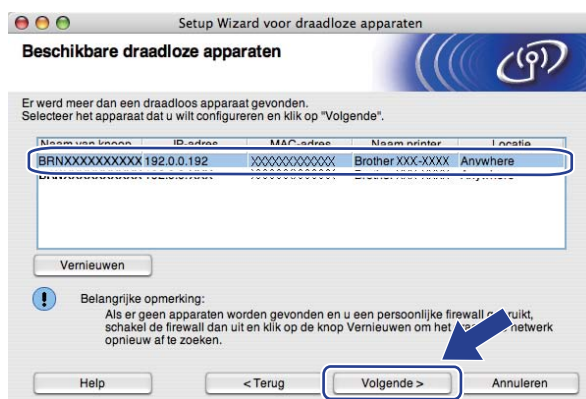 Setup Wizard voor draadloze apparaten
Beschikbare draadloze apparaten
Er werd meer dan een draadloos apparaat gevonden.
Selecteer het apparaat dat u wilt configureren en klik op "Volgende".
Naam van knoop IP-adres MAC-adres Naam printer Locatie
BRNXXXXXXXXXX 192.0.0.192 XXXXXXXXXXXX Brother XXX-XXXX Anywhere
Vernieuwen
Belangrijke opmerking:
Als er geen apparaten worden gevonden en u een persoonlijke firewall
schakel de firewall dan uit en klik op de knop Vernieuwen om het netwerk
opnieuw af te zoeken.
Help
< Terug
Volgende >
Annuleren